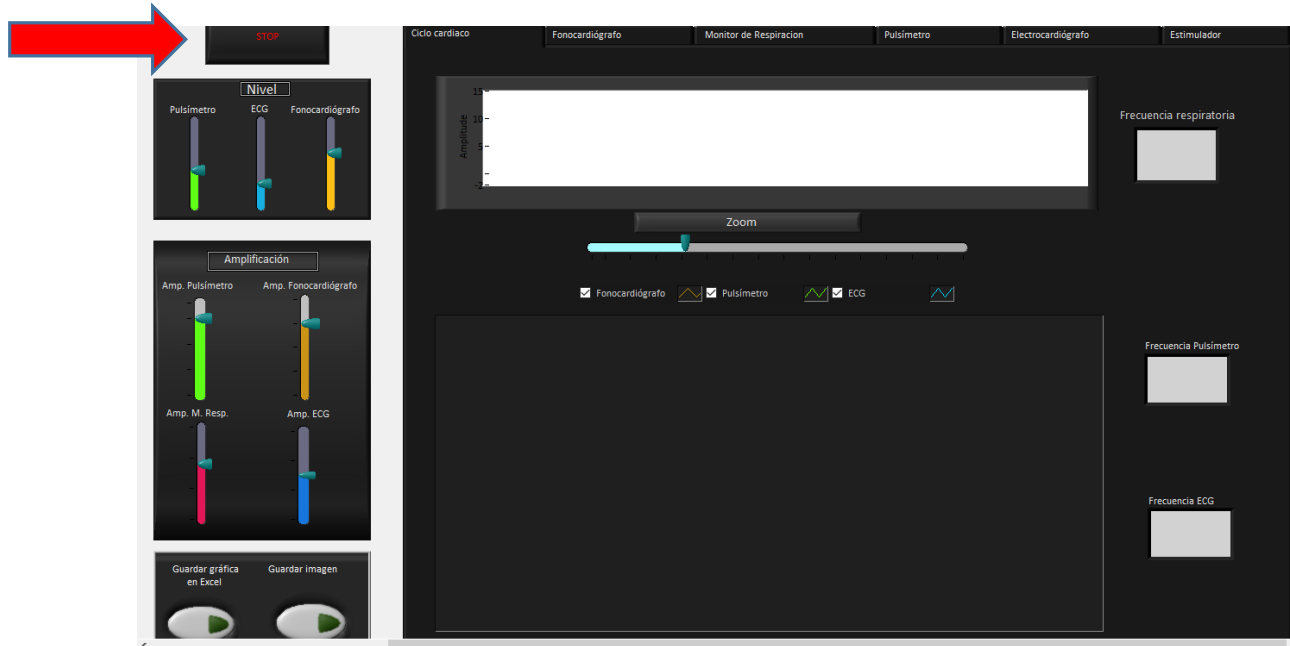 STOP
Ciclo cardiaco
Fonocardiógrafo
Monitor de Respiracion
Pulsímetro
Electrocardiógrafo
Estimulador
Nivel
Pulsímetro
ECG
Fonocardiógrafo
Amplificación
Amp. Pulsímetro
Amp. Fonocardiógrafo
Amp. M. Resp.
Amp. ECG
Guardar gráfica
en Excel
Guardar imagen
Amplitude
15
10
5
-2
Zoom
Fonocardiógrafo
Pulsímetro
ECG
Frecuencia respiratoria
Frecuencia Pulsímetro
Frecuencia ECG